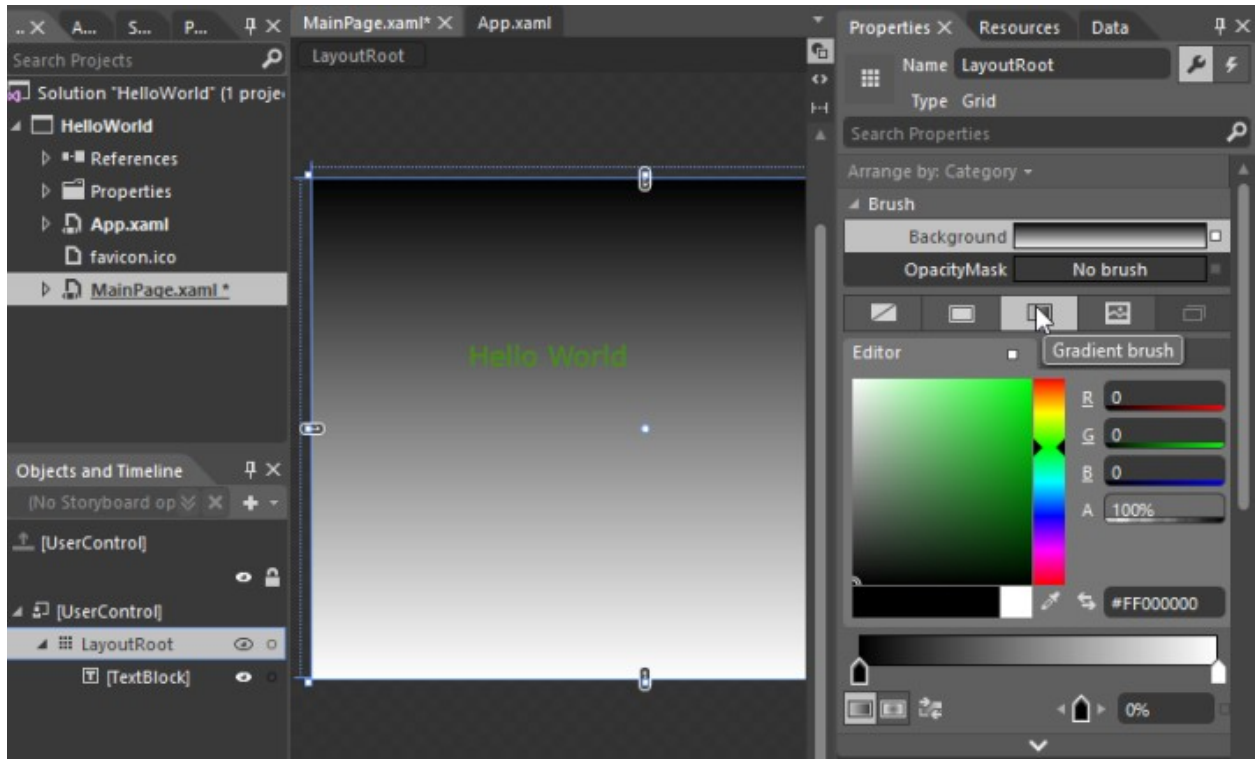 .. A... S... P...
Search Projects
Solution "HelloWorld" (1 proje
HelloWorld
References
Properties
App.xaml
favicon.ico
MainPage.xaml *
Objects and Timeline
(No Storyboard op
[UserControl]
[UserControl]
LayoutRoot
[TextBlock]
MainPage.xaml* App.xaml
LayoutRoot
Hello World
Properties Resources Data
Name LayoutRoot
Type Grid
Search Properties
Arrange by: Category
Brush
Background
OpacityMask No brush
Gradient brush
Editor
R 0
G 0
B 0
A 100%
#FF000000
0%